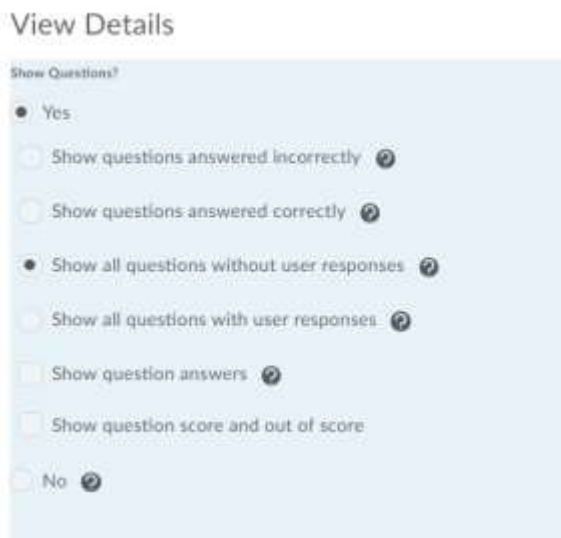 View Details
Show Questions?
Yes
Show questions answered incorrectly
Show questions answered correctly
Show all questions without user responses
Show all questions with user responses
Show question answers
Show question score and out of score
No